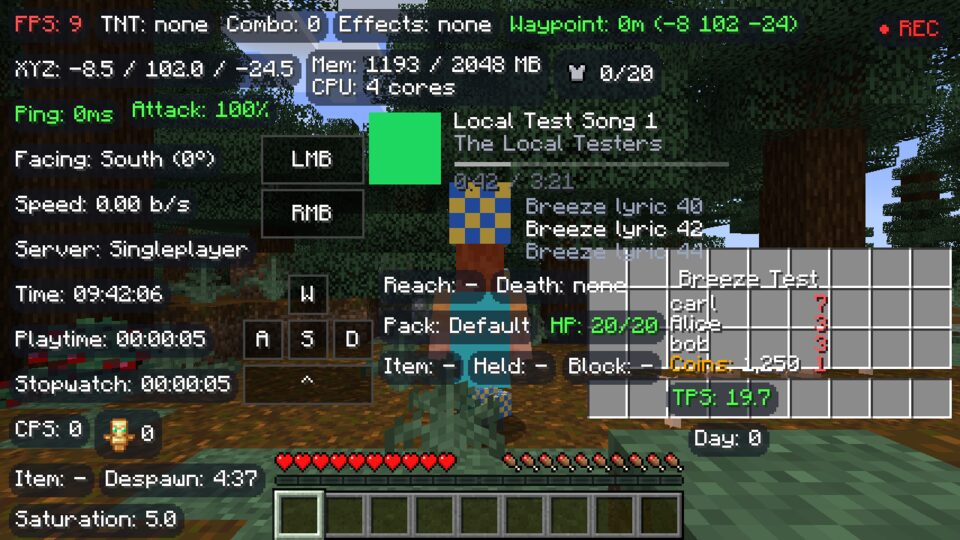 FPS: 9 TNT: none Combo: 0 Effects: none Waypoint: 0m (-8 102 -24) REC
XYZ: -8.5 / 102.0 / -24.5
Mem: 1193 / 2048 MB
CPU: 4 cores
0/20
Ping: 0ms Attack: 100%
Local Test Song 1
The Local Testers
0:42 / 3:21
Facing: South (0°)
LMB
Speed: 0.00 b/s
RMB
Breeze lyric 40
Breeze lyric 42
Breeze lyric 44
Server: Singleplayer
Time: 09:42:06
W
Reach: - Death: none
Breeze Test
carl 7
Alice 3
bob 3
Coins: 1,250 1
Playtime: 00:00:05
A S D
Pack: Default HP: 20/20
Item: - Held: - Block: -
Stopwatch: 00:00:05
^
TPS: 19.7
CPS: 0
0
Day: 0
Item: - Despawn: 4:37
Saturation: 5.0